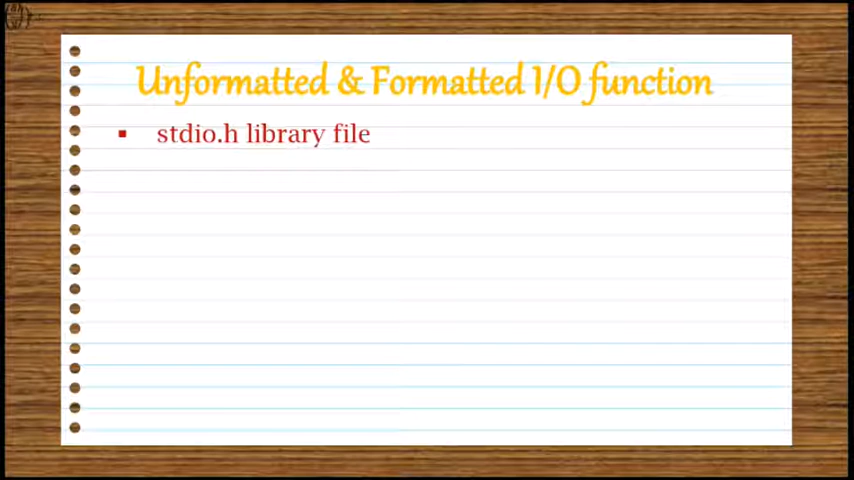 Unformatted & Formatted I/O function
stdio.h library file